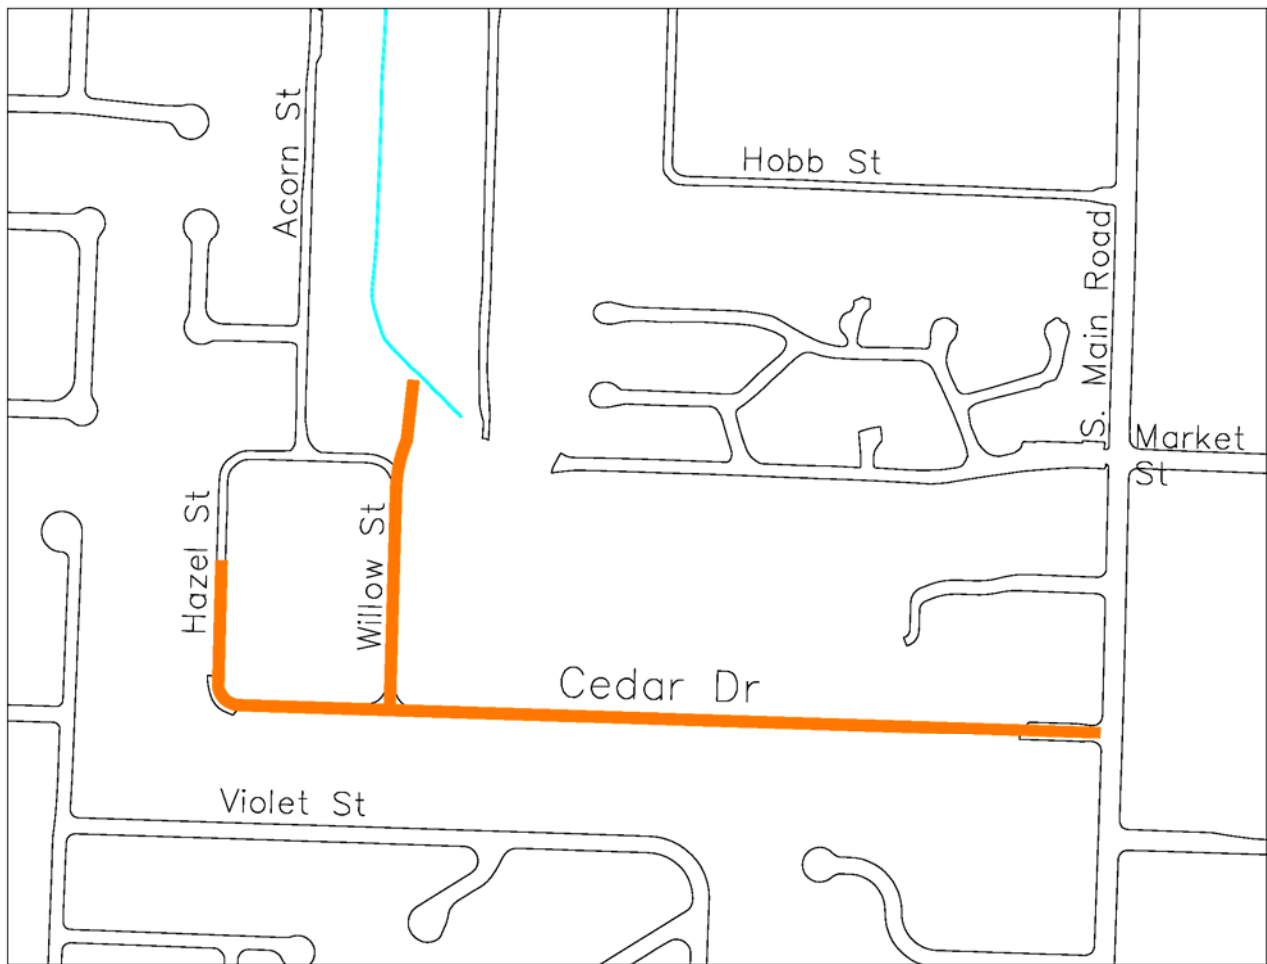 Acorn St
Hobb St
S. Main Road
Market
St
Hazel St
Willow St
Cedar Dr
Violet St